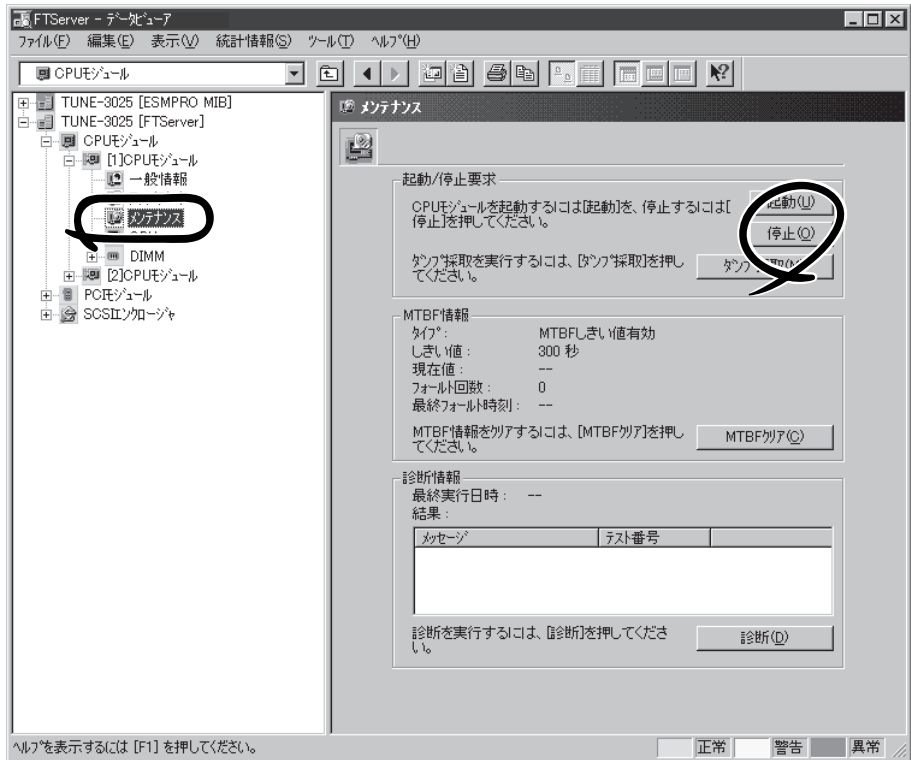 FTServer - データビューア
ファイル(F) 編集(E) 表示(V) 統計情報(S) ツール(T) ヘルプ(H)
CPUモジュール
TUNE-3025 [ESMPRO MIB]
TUNE-3025 [FTServer]
CPUモジュール
[1]CPUモジュール
一般情報
メンテナンス
DIMM
[2]CPUモジュール
PCIモジュール
SCSIエンクロージャ
メンテナンス
起動/停止要求
CPUモジュールを起動するには[起動]を、停止するには[
停止]を押してください。
起動(U)
停止(O)
ダンプ採取を実行するには、[ダンプ採取]を押し
てください。
MTBF情報
タイプ: MTBFしきい値有効
しきい値: 300 秒
現在値: --
フォールト回数: 0
最終フォールト時刻: --
MTBF情報をクリアするには、[MTBFクリア]を押し
てください。
MTBFクリア(C)
診断情報
最終実行日時: --
結果:
メッセージ テスト番号
診断を実行するには、[診断]を押してくださ
い。
診断(D)
ヘルプを表示するには [F1] を押してください。
正常 警告 異常